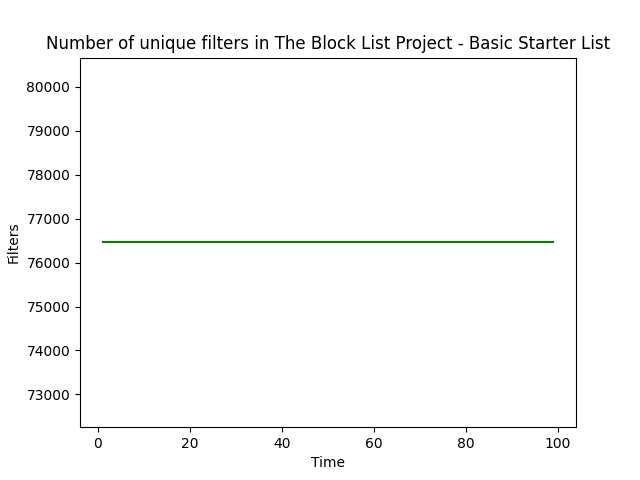 Number of unique filters in The Block List Project - Basic Starter List
80000
79000
78000
77000
76000
75000
74000
73000
Filters
0 20 40 60 80 100
Time